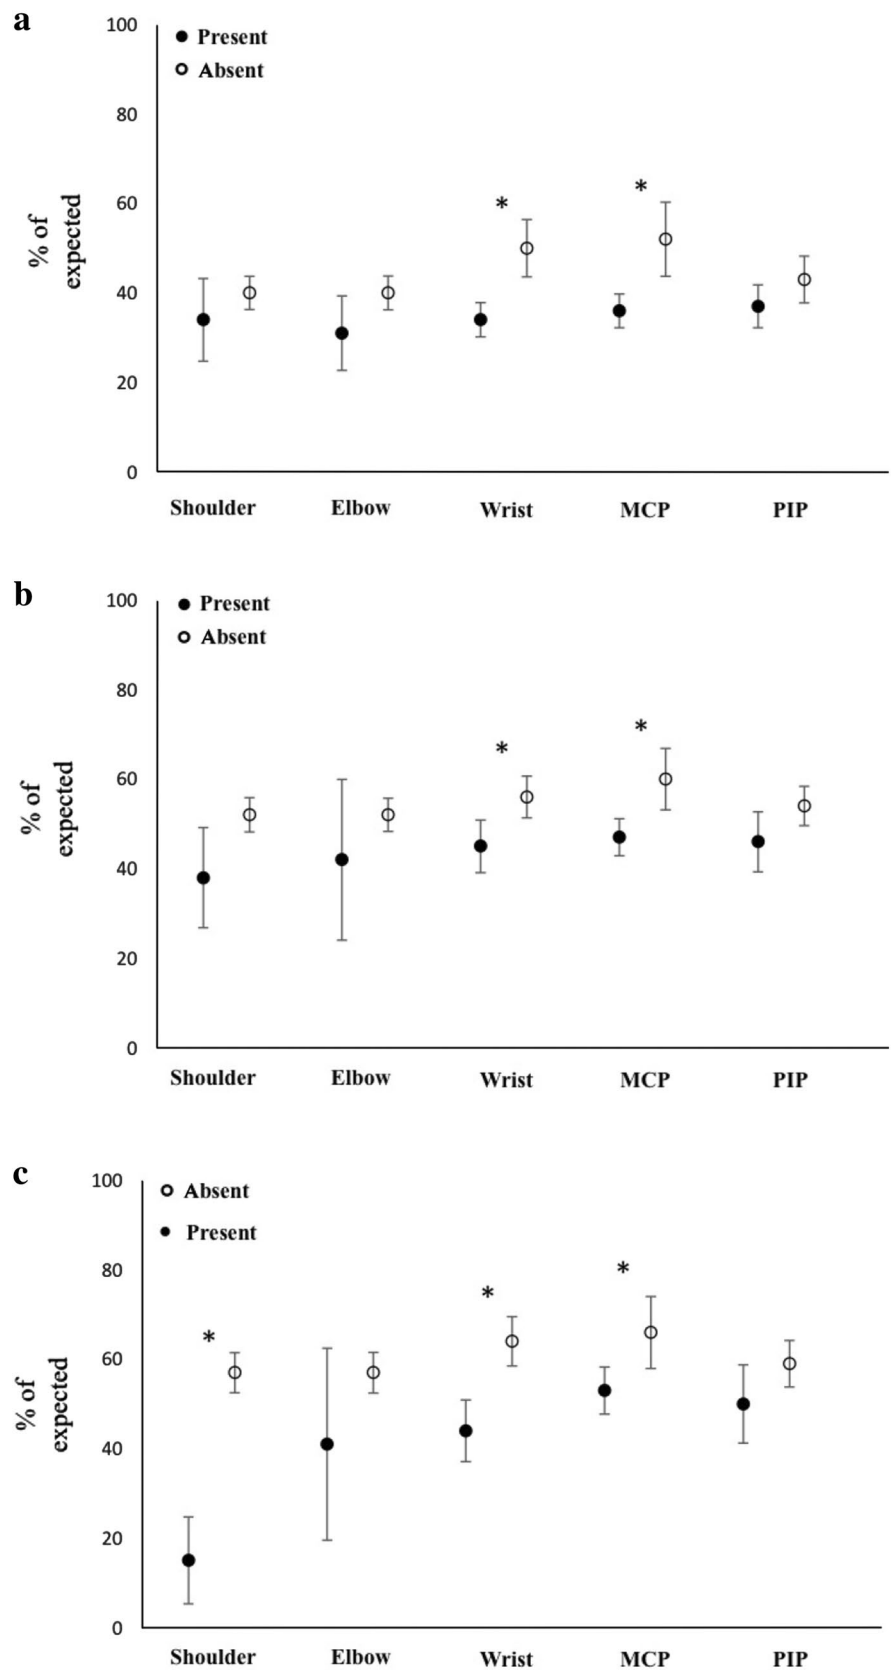 a
100
80
60
40
20
0
% of
expected
● Present
○ Absent
*
*
Shoulder Elbow Wrist MCP PIP
b
100
80
60
40
20
0
% of
expected
● Present
○ Absent
*
*
Shoulder Elbow Wrist MCP PIP
c
100
80
60
40
20
0
% of
expected
○ Absent
● Present
*
*
*
Shoulder Elbow Wrist MCP PIP